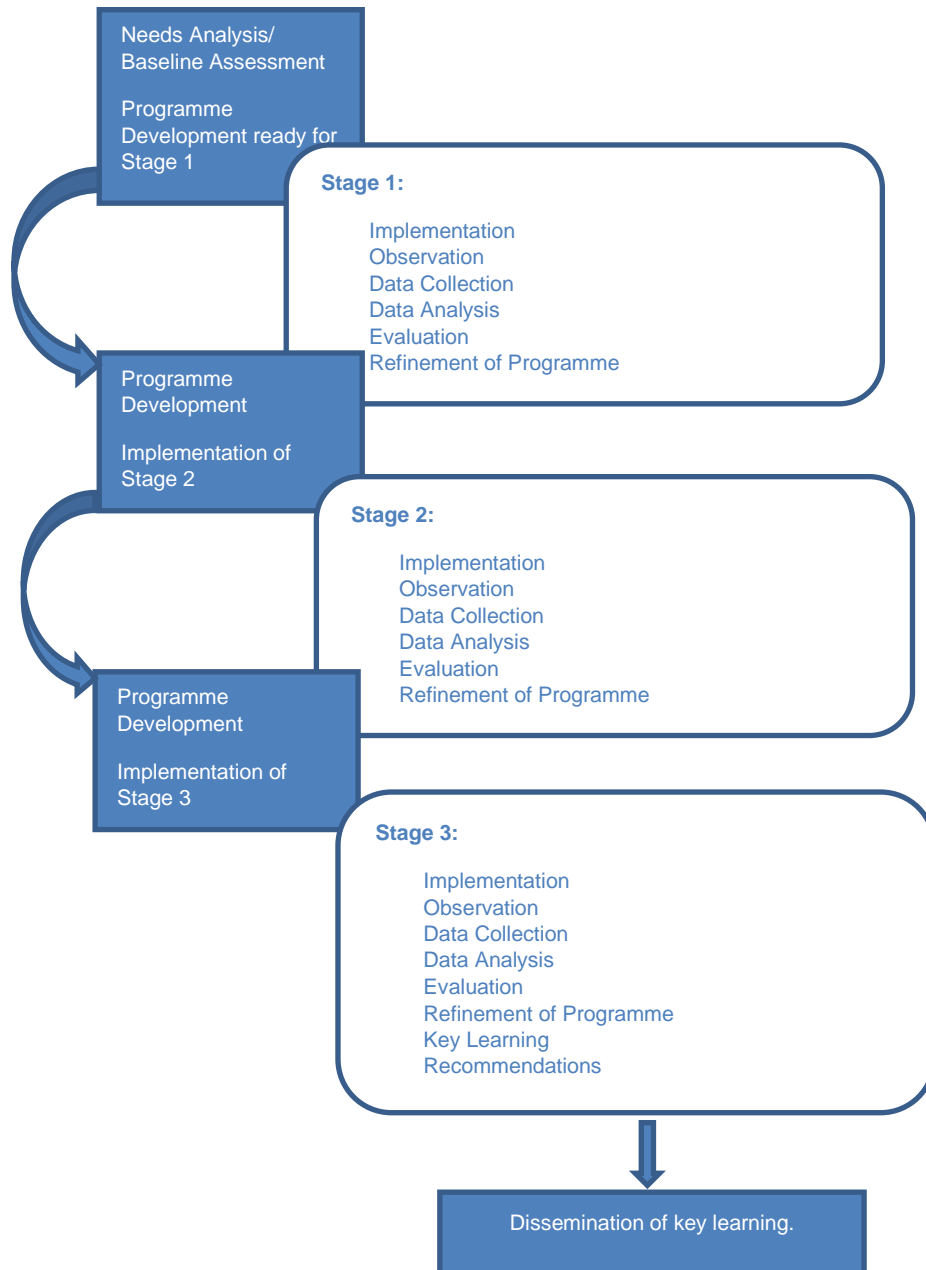 Needs Analysis/
Baseline Assessment
Programme
Development ready for
Stage 1
Stage 1:
Implementation
Observation
Data Collection
Data Analysis
Evaluation
Refinement of Programme
Programme
Development
Implementation of
Stage 2
Stage 2:
Implementation
Observation
Data Collection
Data Analysis
Evaluation
Refinement of Programme
Programme
Development
Implementation of
Stage 3
Stage 3:
Implementation
Observation
Data Collection
Data Analysis
Evaluation
Refinement of Programme
Key Learning
Recommendations
Dissemination of key learning.